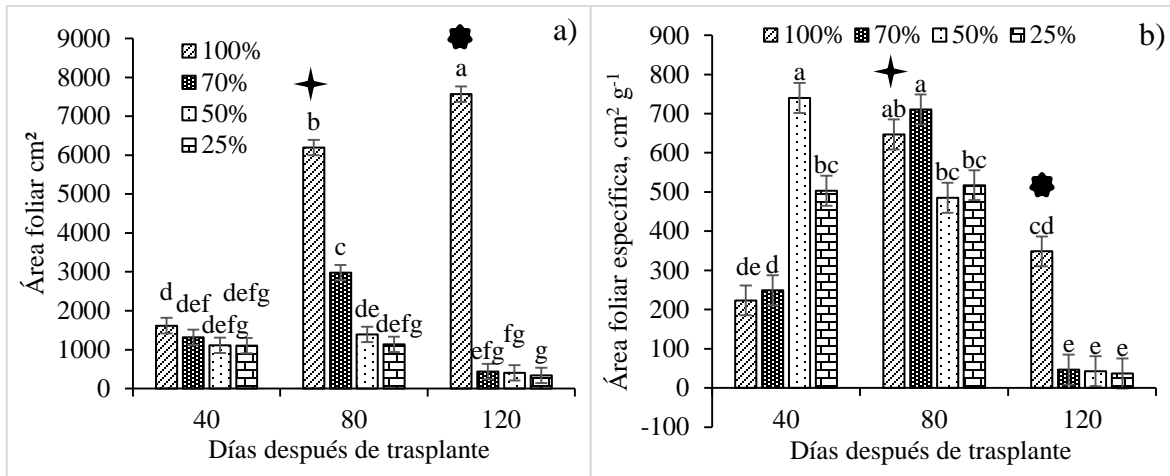 a)
Área foliar cm²
9000
8000
7000
6000
5000
4000
3000
2000
1000
0
100%
70%
50%
25%
d
def
defg
defg
b
c
de
defg
a
efg
fg
g
40
80
120
Días después de trasplante
b)
Área foliar específica, cm² g⁻¹
900
800
700
600
500
400
300
200
100
0
-100
100% 70% 50% 25%
de
d
a
bc
ab
a
bc
bc
cd
e
e
e
40
80
120
Días después de trasplante